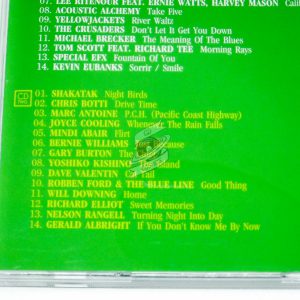 07. LEE RITENOUR FEAT. ERNIE WATTS, HARVEY MASON
08. ACOUSTIC ALCHEMY Take Five
09. YELLOWJACKETS River Waltz
10. THE CRUSADERS Don't Let It Get You Down
11. MICHAEL BRECKER The Meaning Of The Blues
12. TOM SCOTT FEAT. RICHARD TEE Morning Rays
13. SPECIAL EFX Fountain Of You
14. KEVIN EUBANKS Sorrir / Smile
CD
TWO
01. SHAKATAK Night Birds
02. CHRIS BOTTI Drive Time
03. MARC ANTOINE P.C.H. (Pacific Coast Highway)
04. JOYCE COOLING Whenever The Rain Falls
05. MINDI ABAIR Flirt
06. BERNIE WILLIAMS Just Because
07. GARY BURTON The
08. YOSHIKO KISHINO The Island
09. DAVE VALENTIN Tail
10. ROBBEN FORD & THE BLUE LINE Good Thing
11. WILL DOWNING Home
12. RICHARD ELLIOT Sweet Memories
13. NELSON RANGELL Turning Night Into Day
14. GERALD ALBRIGHT If You Don't Know Me By Now